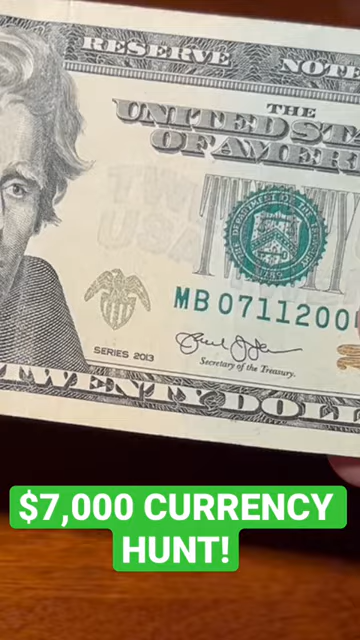 RESERVE NOT
THE
UNITED STA
OF AMER
MB 0711200
SERIES 2013
Secretary of the Treasury.
TWENTY DOLL
$7,000 CURRENCY
HUNT!